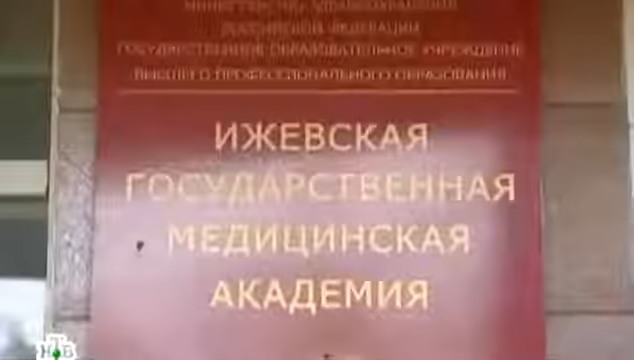 МИНИСТЕРСТВО ЗДРАВООХРАНЕНИЯ
РОССИЙСКОЙ ФЕДЕРАЦИИ
ГОСУДАРСТВЕННОЕ ОБРАЗОВАТЕЛЬНОЕ УЧРЕЖДЕНИЕ
ВЫСШЕГО ПРОФЕССИОНАЛЬНОГО ОБРАЗОВАНИЯ
ИЖЕВСКАЯ
ГОСУДАРСТВЕННАЯ
МЕДИЦИНСКАЯ
АКАДЕМИЯ
НТВ